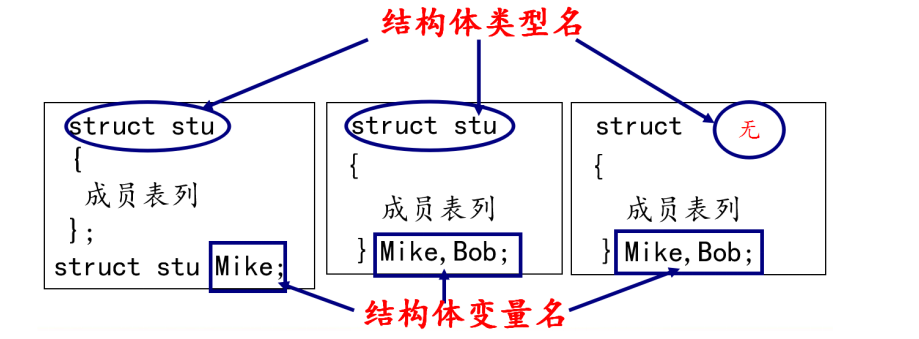 结构体类型名
struct stu
{
成员表列
};
struct stu Mike;
struct stu
{
成员表列
} Mike,Bob;
struct 无
{
成员表列
} Mike,Bob;
结构体变量名